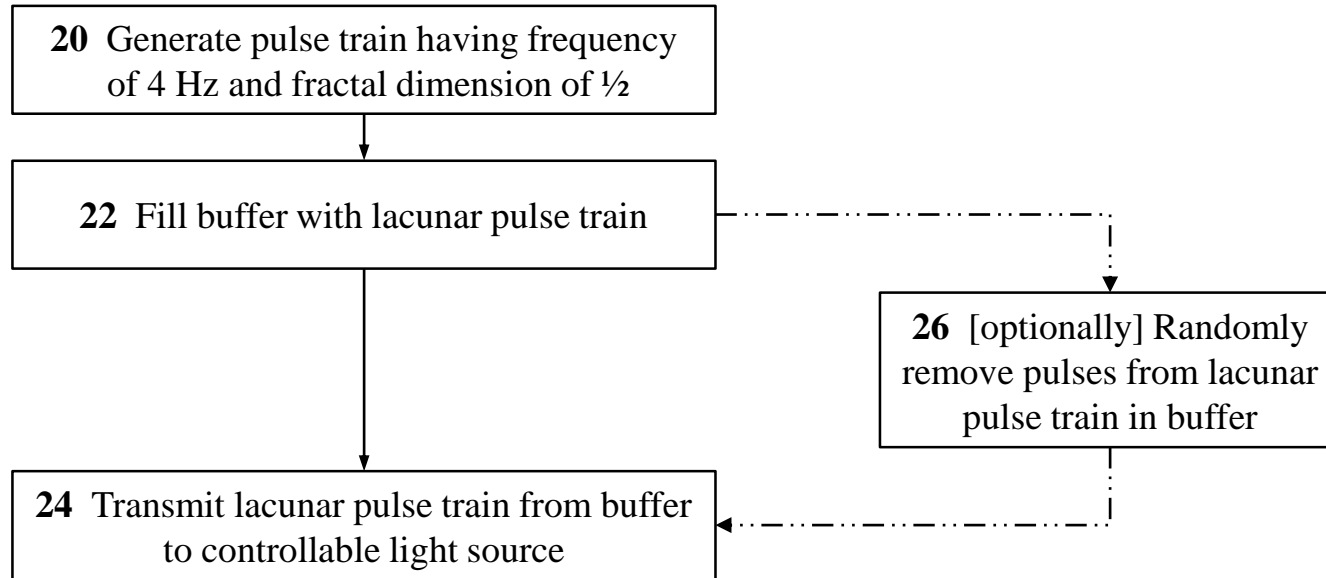 20 Generate pulse train having frequency
of 4 Hz and fractal dimension of ½
22 Fill buffer with lacunar pulse train
26 [optionally] Randomly
remove pulses from lacunar
pulse train in buffer
24 Transmit lacunar pulse train from buffer
to controllable light source